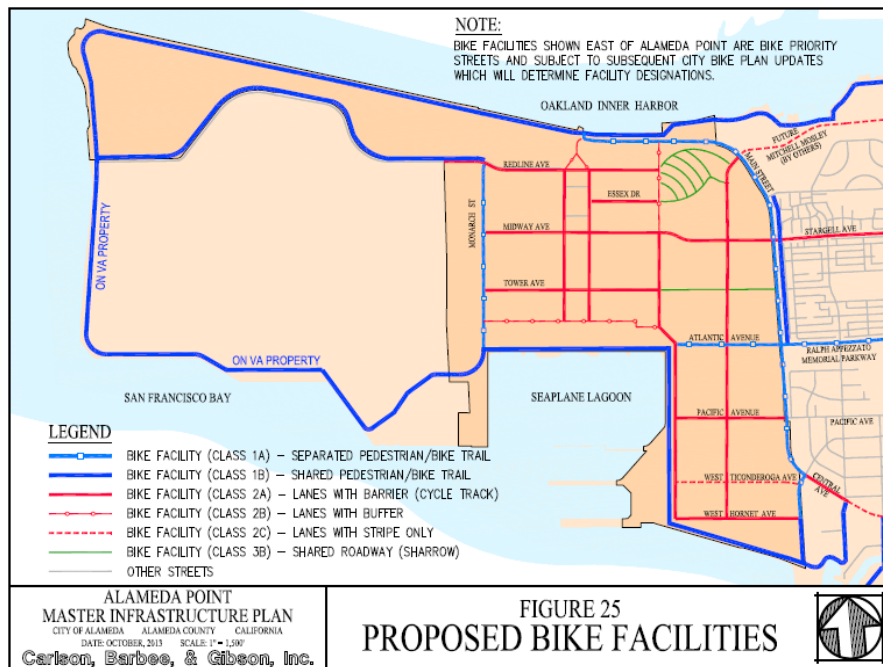 NOTE:
BIKE FACILITIES SHOWN EAST OF ALAMEDA POINT ARE BIKE PRIORITY
STREETS AND SUBJECT TO SUBSEQUENT CITY BIKE PLAN UPDATES
WHICH WILL DETERMINE FACILITY DESIGNATIONS.
OAKLAND INNER HARBOR
FUTURE
MITCHELL MOSLEY
(BY OTHERS)
MAIN STREET
REDLINE AVE
ESSEX DR
MONARCH ST
MIDWAY AVE
STARGELL AVE
ON VA PROPERTY
TOWER AVE
ATLANTIC AVENUE
RALPH APPEZZATO
MEMORIAL PARKWAY
ON VA PROPERTY
SAN FRANCISCO BAY
SEAPLANE LAGOON
PACIFIC AVENUE
PACIFIC AVE
WEST TICONDEROGA AVE
CENTRAL
AVE
WEST HORNET AVE
LEGEND
BIKE FACILITY (CLASS 1A) – SEPARATED PEDESTRIAN/BIKE TRAIL
BIKE FACILITY (CLASS 1B) – SHARED PEDESTRIAN/BIKE TRAIL
BIKE FACILITY (CLASS 2A) – LANES WITH BARRIER (CYCLE TRACK)
BIKE FACILITY (CLASS 2B) – LANES WITH BUFFER
BIKE FACILITY (CLASS 2C) – LANES WITH STRIPE ONLY
BIKE FACILITY (CLASS 3B) – SHARED ROADWAY (SHARROW)
OTHER STREETS
ALAMEDA POINT
MASTER INFRASTRUCTURE PLAN
CITY OF ALAMEDA ALAMEDA COUNTY CALIFORNIA
DATE: OCTOBER, 2013 SCALE: 1" = 1,500'
Carlson, Barbee, & Gibson, Inc.
FIGURE 25
PROPOSED BIKE FACILITIES